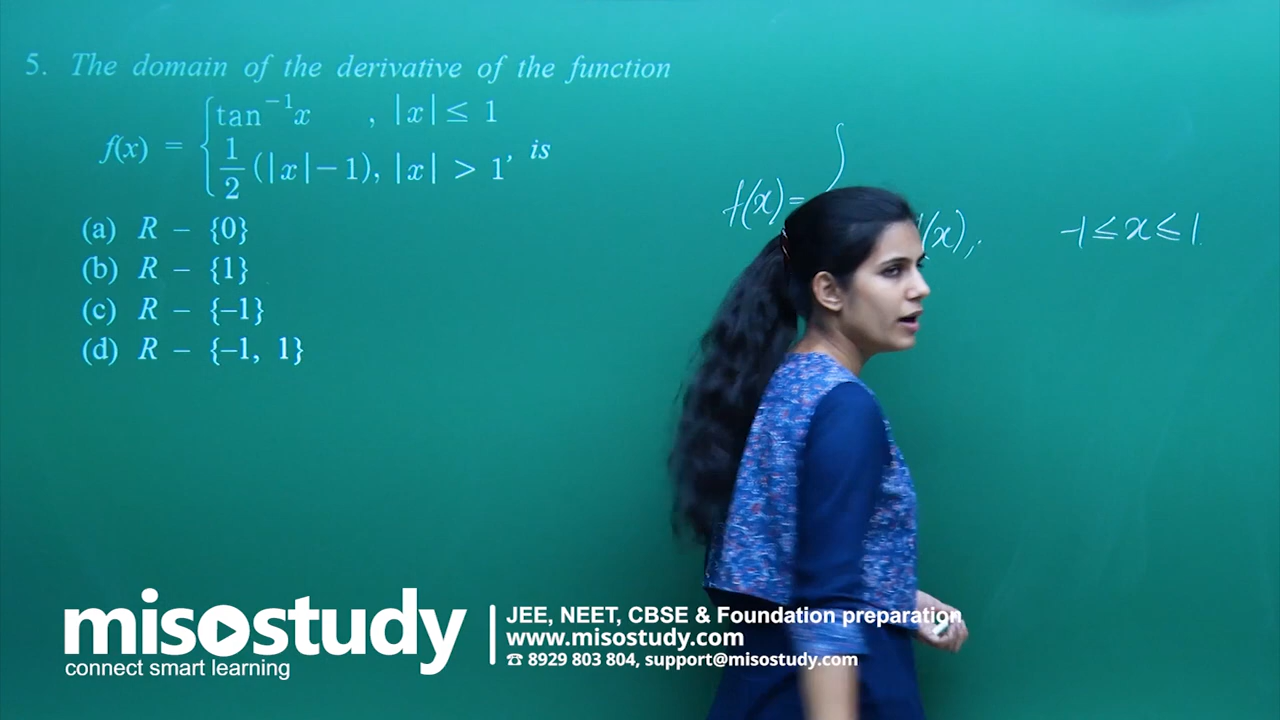 5. The domain of the derivative of the function
f(x) = { tan⁻¹x , |x| ≤ 1
1/2 (|x|−1), |x| > 1 , is
(a) R − {0}
(b) R − {1}
(c) R − {−1}
(d) R − {−1, 1}
f(x) = {
(x), -1 ≤ x ≤ 1
misostudy
connect smart learning
JEE, NEET, CBSE & Foundation preparation
www.misostudy.com
☎ 8929 803 804, support@misostudy.com